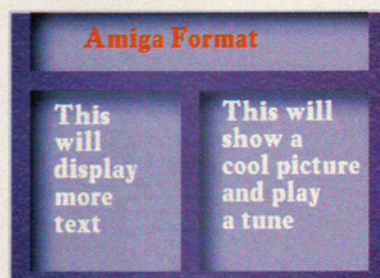 Amiga Format
This
will
display
more
text
This will
show a
cool picture
and play
a tune